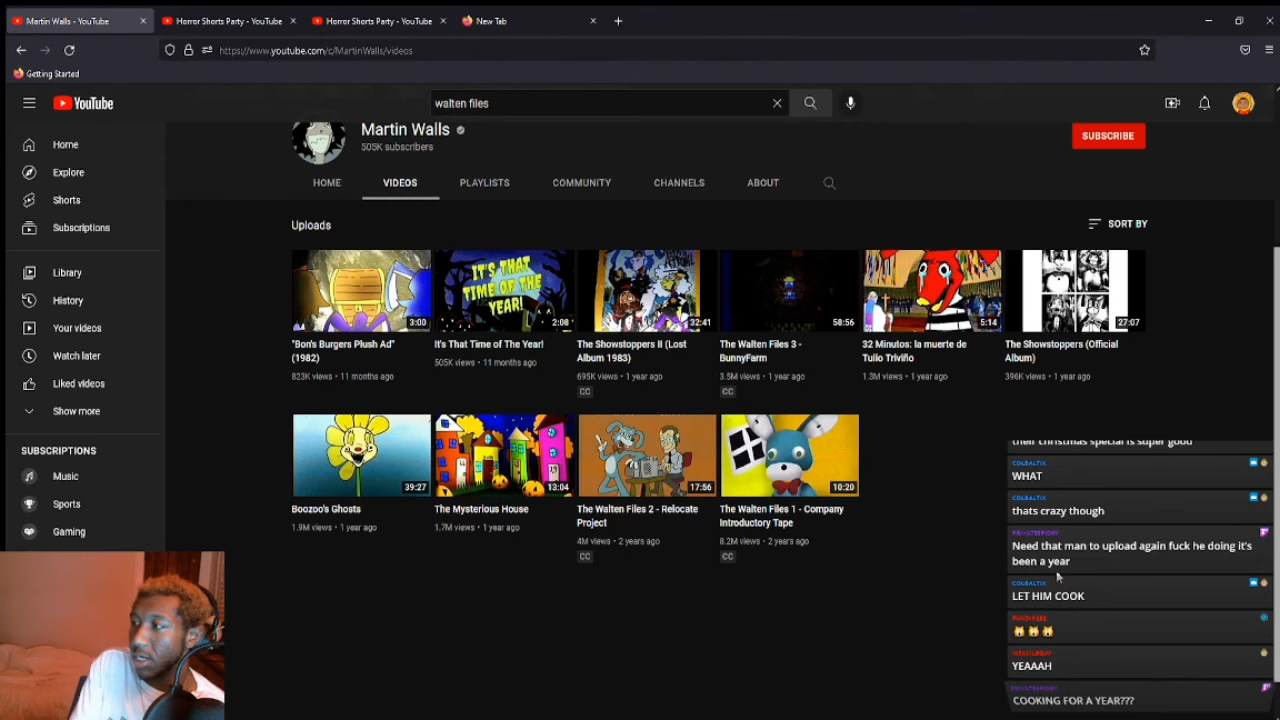 Martin Walls - YouTube
Horror Shorts Party - YouTube
Horror Shorts Party - YouTube
New Tab
https://www.youtube.com/c/MartinWalls/videos
Getting Started
YouTube
walten files
Home
Explore
Shorts
Subscriptions
Library
History
Your videos
Watch later
Liked videos
Show more
SUBSCRIPTIONS
Music
Sports
Gaming
Martin Walls
505K subscribers
SUBSCRIBE
HOME
VIDEOS
PLAYLISTS
COMMUNITY
CHANNELS
ABOUT
Uploads
SORT BY
3:00
IT'S THAT
TIME OF THE
YEAR!
2:08
32:41
58:56
5:14
27:07
"Bon's Burgers Plush Ad"
(1982)
823K views • 11 months ago
It's That Time of The Year!
505K views • 11 months ago
The Showstoppers II (Lost
Album 1983)
695K views • 1 year ago
CC
The Walten Files 3 -
BunnyFarm
3.5M views • 1 year ago
CC
32 Minutos: la muerte de
Tulio Triviño
1.3M views • 1 year ago
The Showstoppers (Official
Album)
396K views • 1 year ago
39:27
13:04
17:56
10:20
Boozoo's Ghosts
1.9M views • 1 year ago
The Mysterious House
1.7M views • 1 year ago
The Walten Files 2 - Relocate
Project
4M views • 2 years ago
CC
The Walten Files 1 - Company
Introductory Tape
8.2M views • 2 years ago
CC
their christmas special is super good
COLBALTIX
WHAT
COLBALTIX
thats crazy though
Need that man to upload again fuck he doing it's
been a year
COLBALTIX
LET HIM COOK
YEAAAH
COOKING FOR A YEAR???